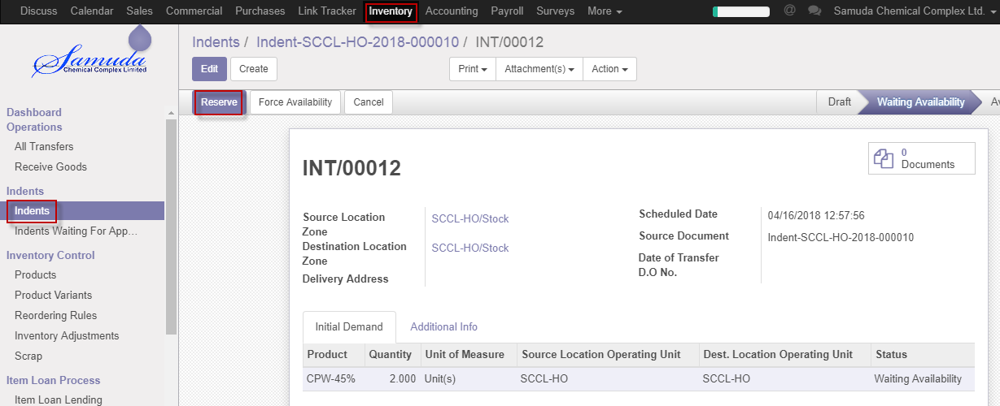 Discuss Calendar Sales Commercial Purchases Link Tracker Inventory Accounting Payroll Surveys More @ Samuda Chemical Complex Ltd.
Samuda
Chemical Complex Limited
Indents / Indent-SCCL-HO-2018-000010 / INT/00012
Edit Create Print Attachment(s) Action
Reserve Force Availability Cancel Draft Waiting Availability Av
Dashboard
Operations
All Transfers
Receive Goods
Indents
Indents
Indents Waiting For App...
Inventory Control
Products
Product Variants
Reordering Rules
Inventory Adjustments
Scrap
Item Loan Process
Item Loan Lending
0
Documents
INT/00012
Source Location Zone SCCL-HO/Stock
Destination Location Zone SCCL-HO/Stock
Delivery Address
Scheduled Date 04/16/2018 12:57:56
Source Document Indent-SCCL-HO-2018-000010
Date of Transfer
D.O No.
Initial Demand Additional Info
Product Quantity Unit of Measure Source Location Operating Unit Dest. Location Operating Unit Status
CPW-45% 2.000 Unit(s) SCCL-HO SCCL-HO Waiting Availability